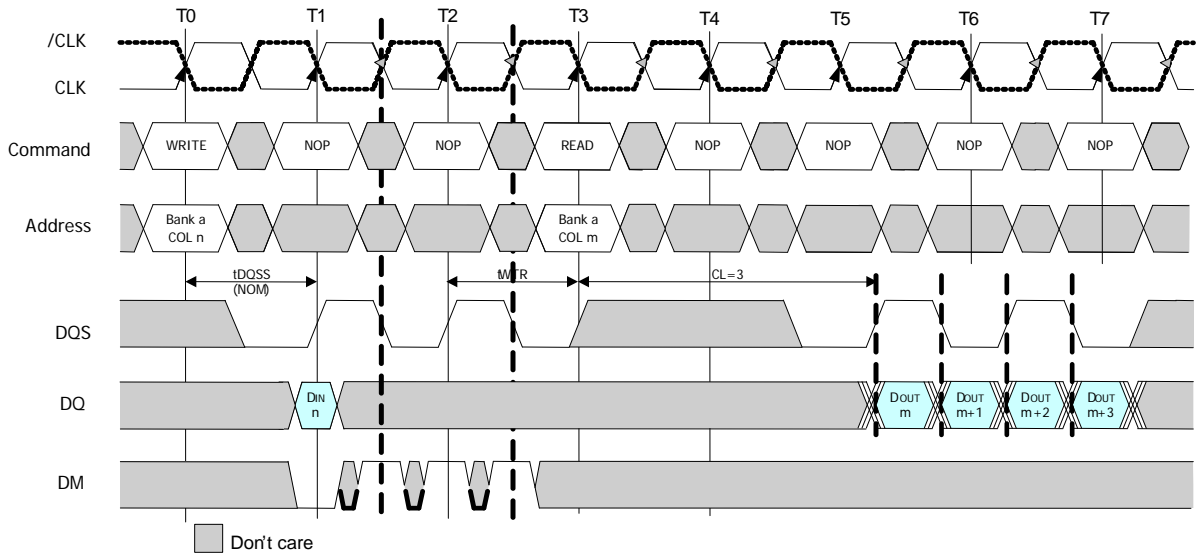 T0 T1 T2 T3 T4 T5 T6 T7
/CLK
CLK
Command WRITE NOP NOP READ NOP NOP NOP NOP
Address Bank a COL n Bank a COL m
tDQSS (NOM) tWTR CL=3
DQS
DQ DIN n DOUT m DOUT m+1 DOUT m+2 DOUT m+3
DM
Don't care